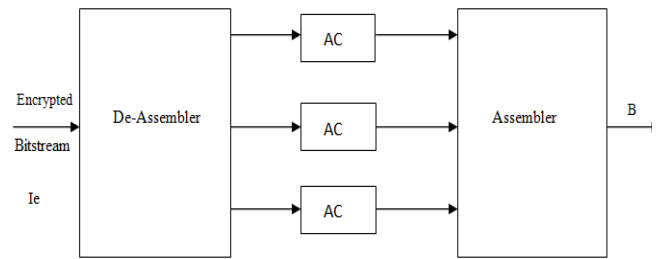 Encrypted
Bitstream
Ie
De-Assembler
AC
AC
AC
Assembler
B